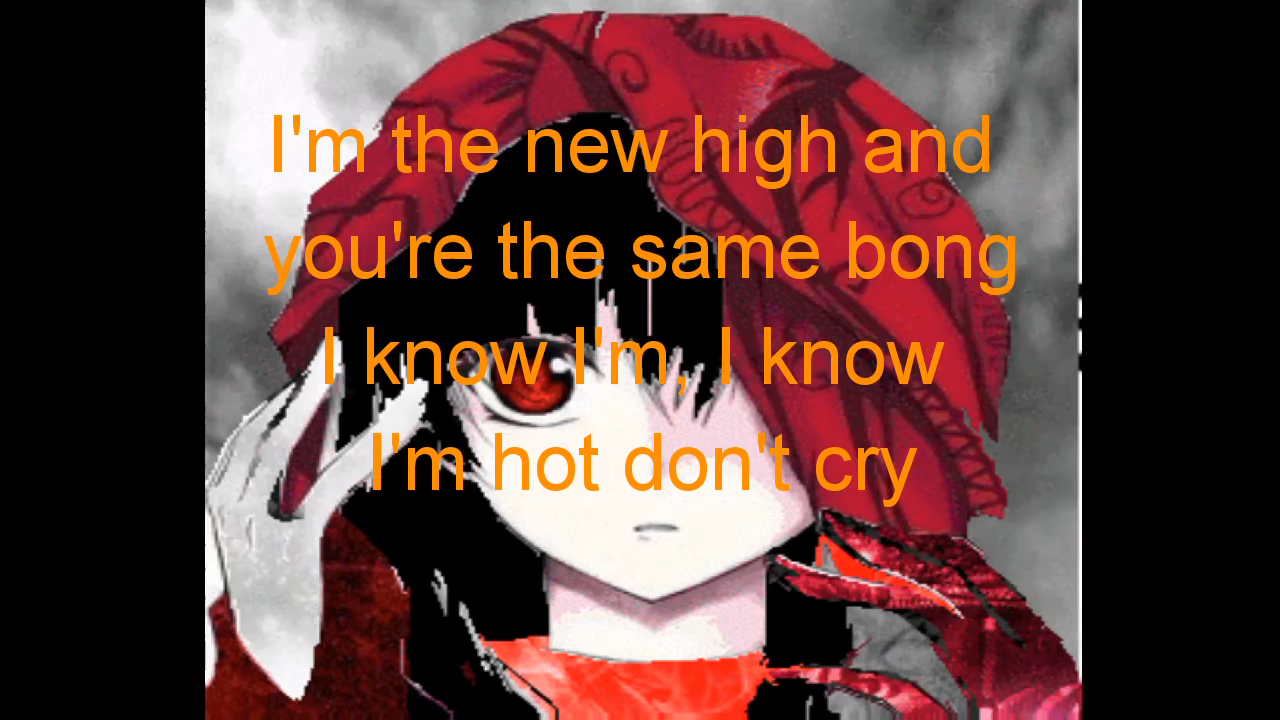 I'm the new high and
you're the same bong
I know I'm, I know
I'm hot don't cry